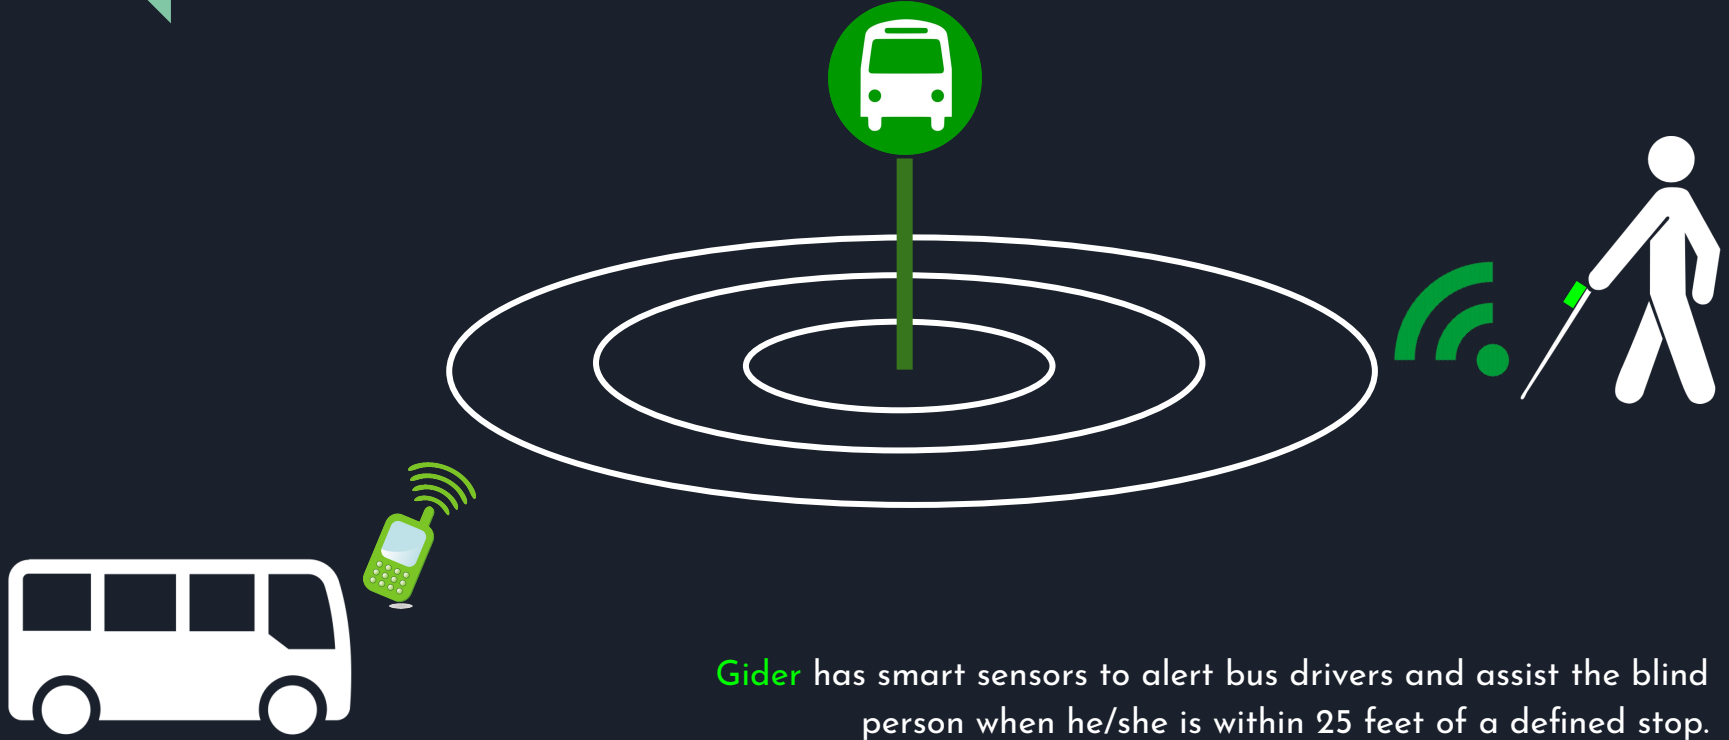 Gider has smart sensors to alert bus drivers and assist the blind
person when he/she is within 25 feet of a defined stop.